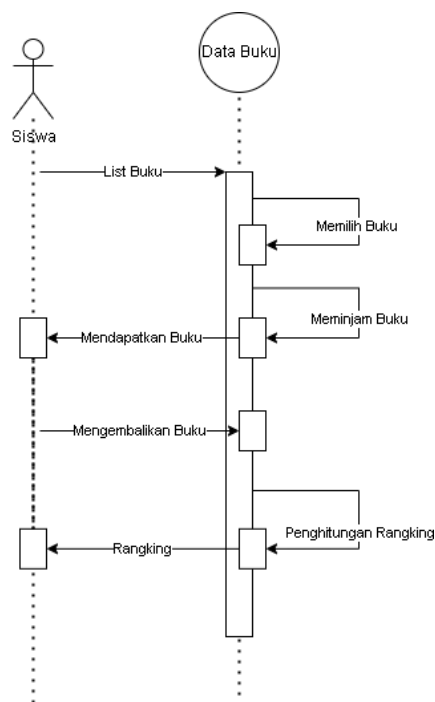 Data Buku
Siswa
List Buku
Memilih Buku
Meminjam Buku
Mendapatkan Buku
Mengembalikan Buku
Penghitungan Rangking
Rangking